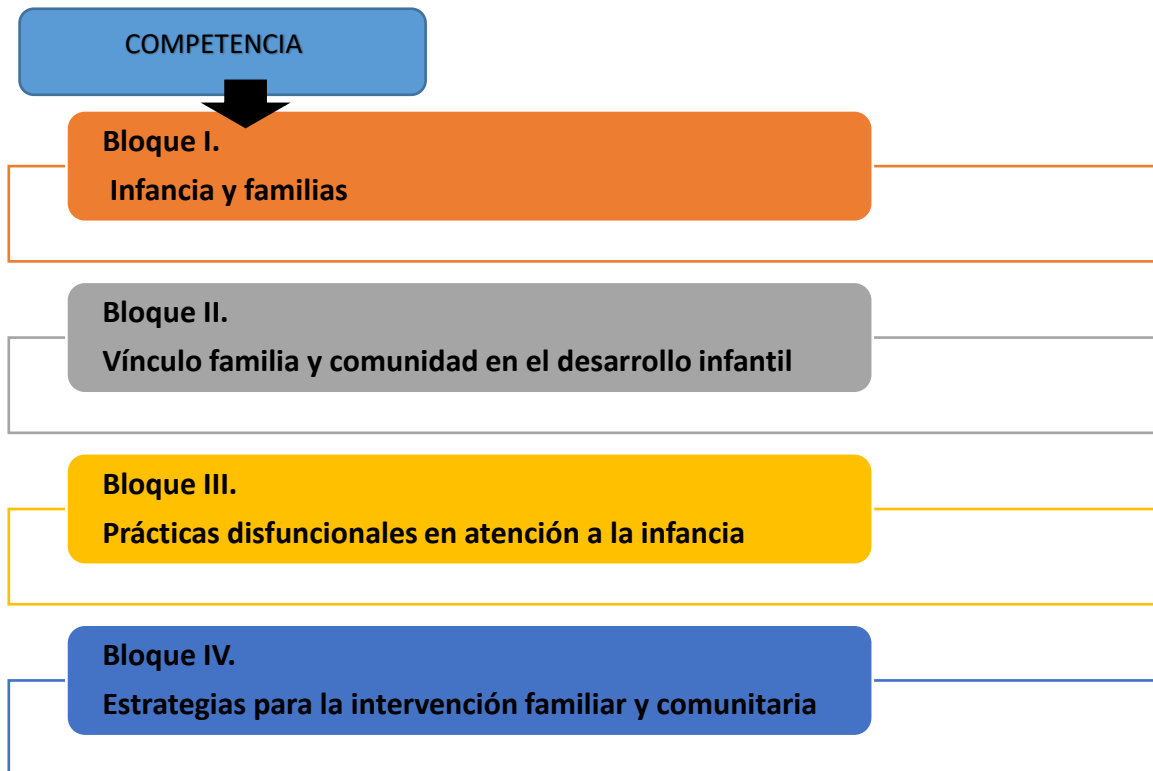 COMPETENCIA
Bloque I.
Infancia y familias
Bloque II.
Vínculo familia y comunidad en el desarrollo infantil
Bloque III.
Prácticas disfuncionales en atención a la infancia
Bloque IV.
Estrategias para la intervención familiar y comunitaria